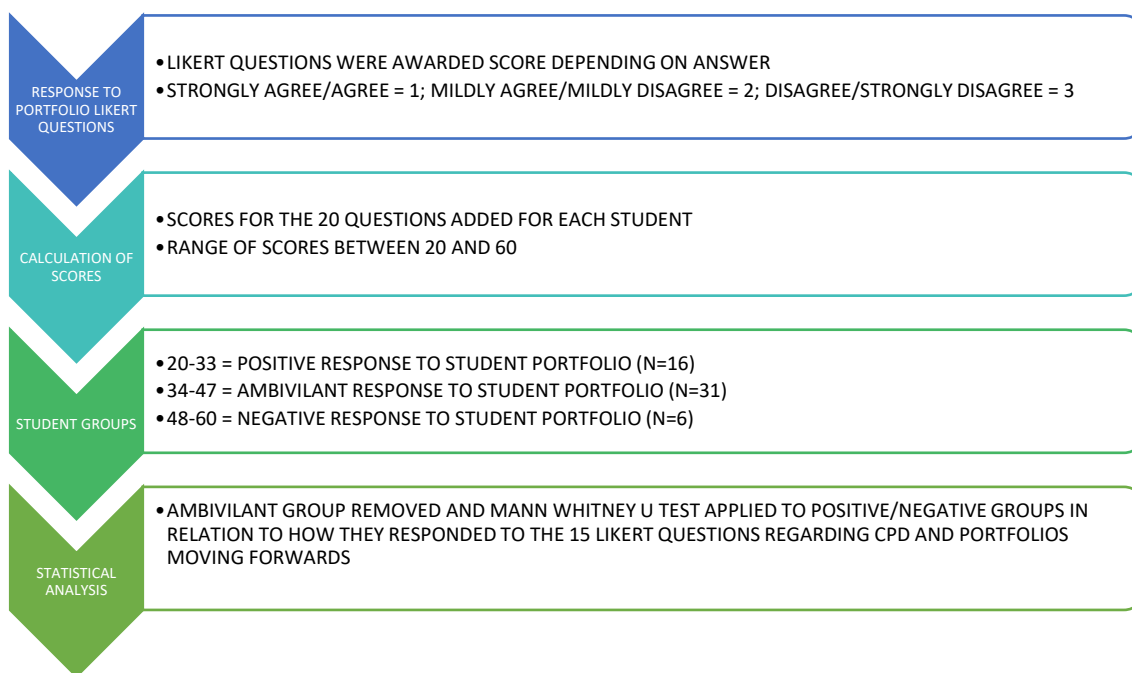 RESPONSE TO
PORTFOLIO LIKERT
QUESTIONS
•LIKERT QUESTIONS WERE AWARDED SCORE DEPENDING ON ANSWER
•STRONGLY AGREE/AGREE = 1; MILDLY AGREE/MILDLY DISAGREE = 2; DISAGREE/STRONGLY DISAGREE = 3
CALCULATION OF
SCORES
•SCORES FOR THE 20 QUESTIONS ADDED FOR EACH STUDENT
•RANGE OF SCORES BETWEEN 20 AND 60
STUDENT GROUPS
•20-33 = POSITIVE RESPONSE TO STUDENT PORTFOLIO (N=16)
•34-47 = AMBIVILANT RESPONSE TO STUDENT PORTFOLIO (N=31)
•48-60 = NEGATIVE RESPONSE TO STUDENT PORTFOLIO (N=6)
STATISTICAL
ANALYSIS
•AMBIVILANT GROUP REMOVED AND MANN WHITNEY U TEST APPLIED TO POSITIVE/NEGATIVE GROUPS IN
RELATION TO HOW THEY RESPONDED TO THE 15 LIKERT QUESTIONS REGARDING CPD AND PORTFOLIOS
MOVING FORWARDS